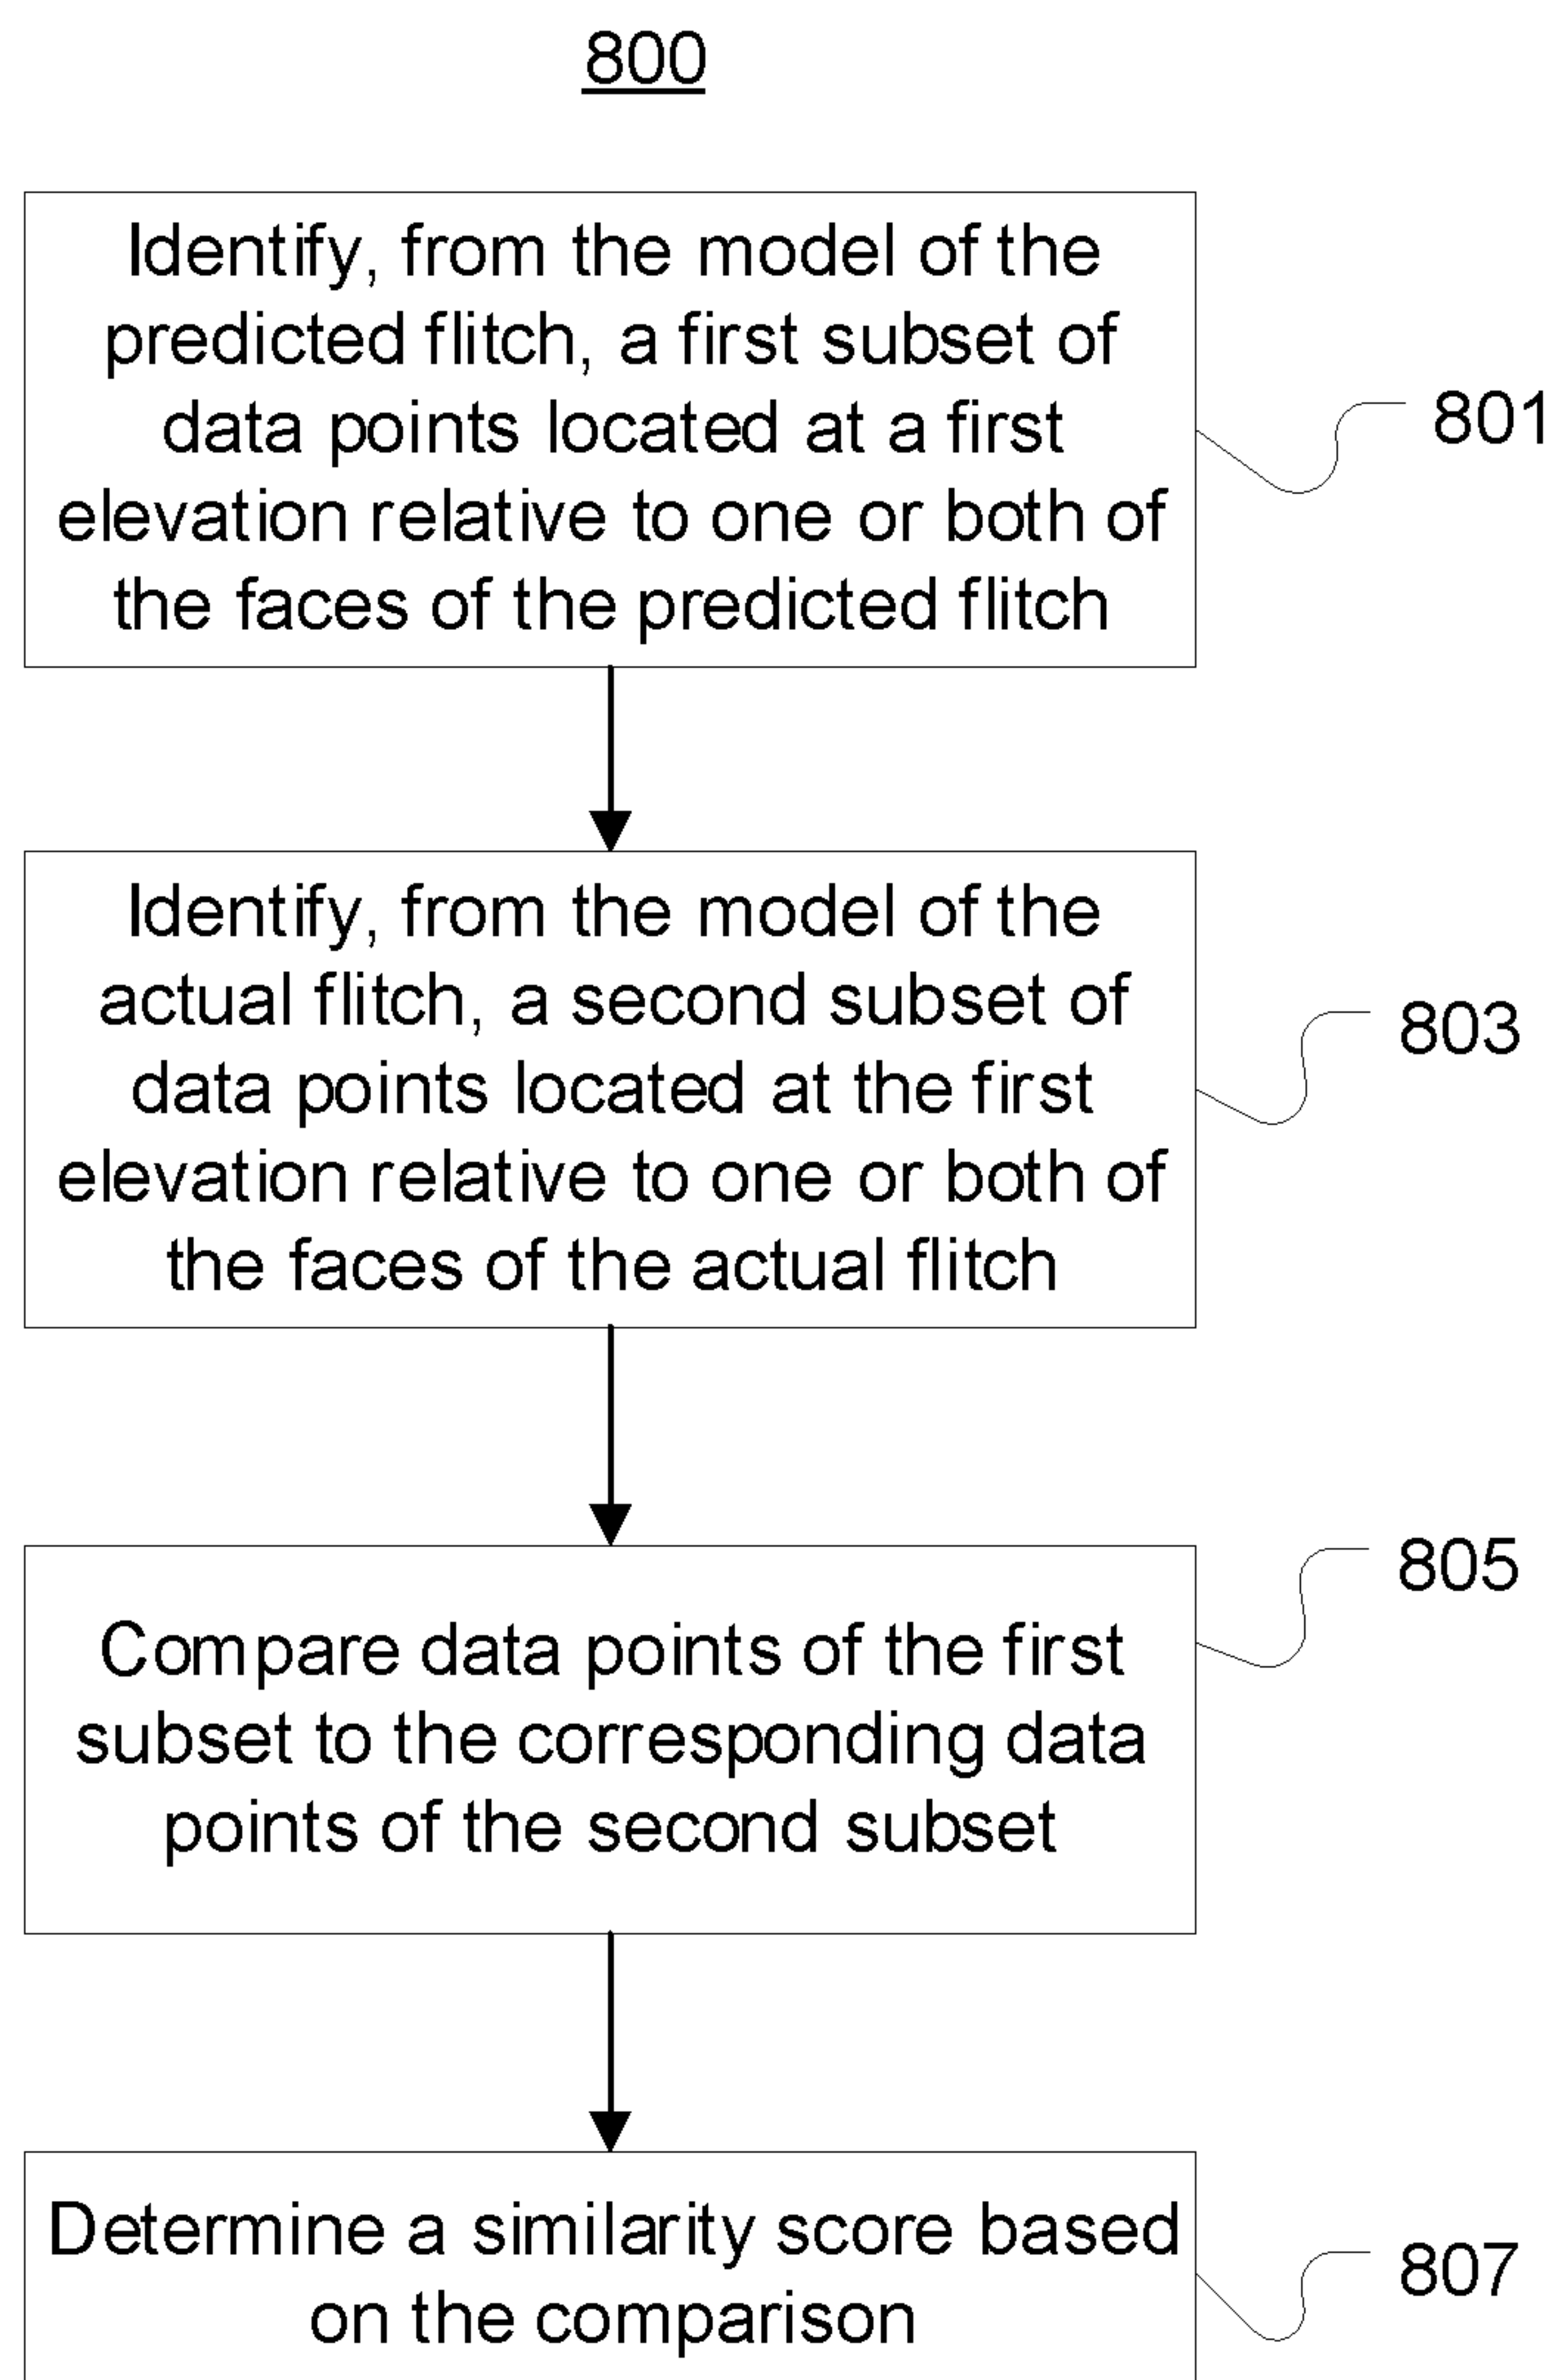 800
Identify, from the model of the
predicted flitch, a first subset of
data points located at a first
elevation relative to one or both of
the faces of the predicted flitch
801
Identify, from the model of the
actual flitch, a second subset of
data points located at the first
elevation relative to one or both of
the faces of the actual flitch
803
Compare data points of the first
subset to the corresponding data
points of the second subset
805
Determine a similarity score based
on the comparison
807